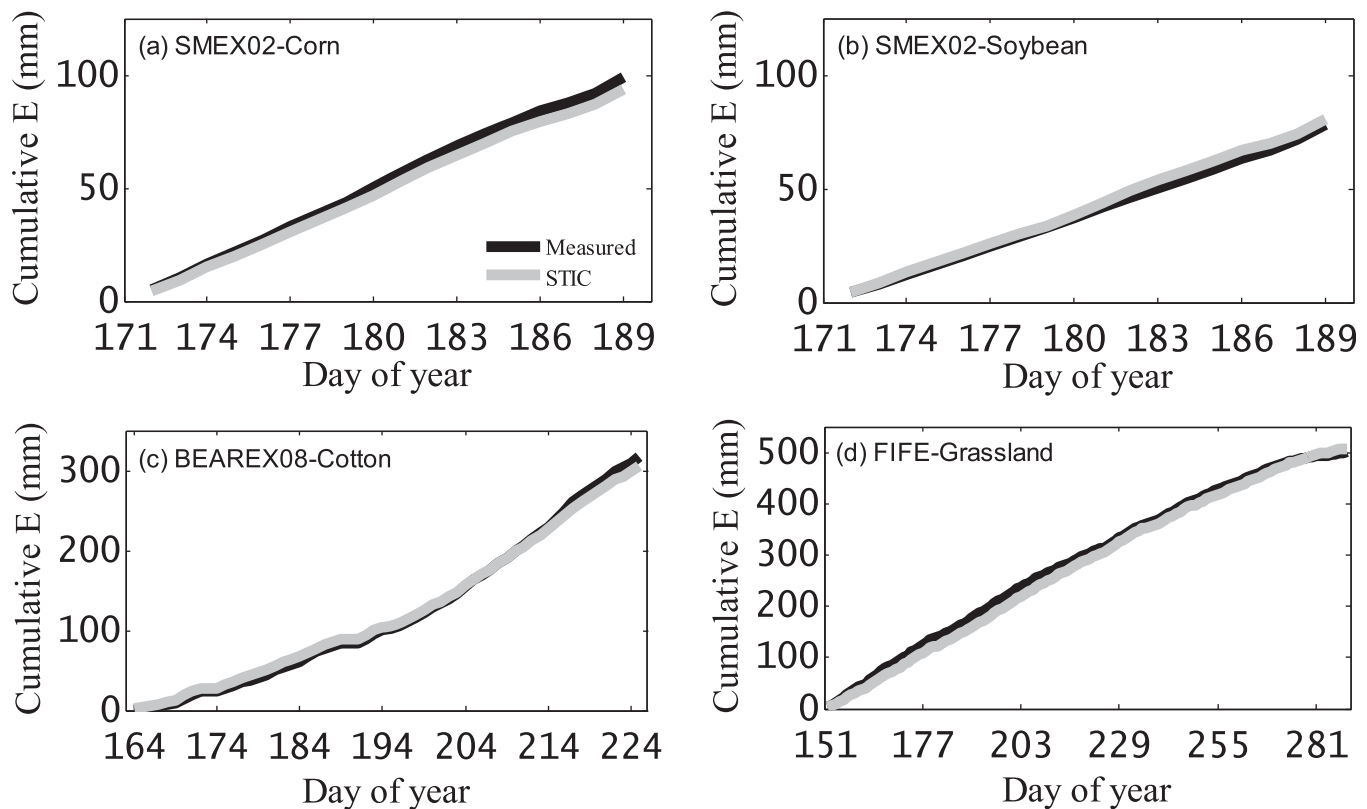 (a) SMEX02-Corn
Cumulative E (mm)
100
50
0
Measured
STIC
171 174 177 180 183 186 189
Day of year
(b) SMEX02-Soybean
Cumulative E (mm)
100
50
0
171 174 177 180 183 186 189
Day of year
(c) BEAREX08-Cotton
Cumulative E (mm)
300
200
100
0
164 174 184 194 204 214 224
Day of year
(d) FIFE-Grassland
Cumulative E (mm)
500
400
300
200
100
0
151 177 203 229 255 281
Day of year